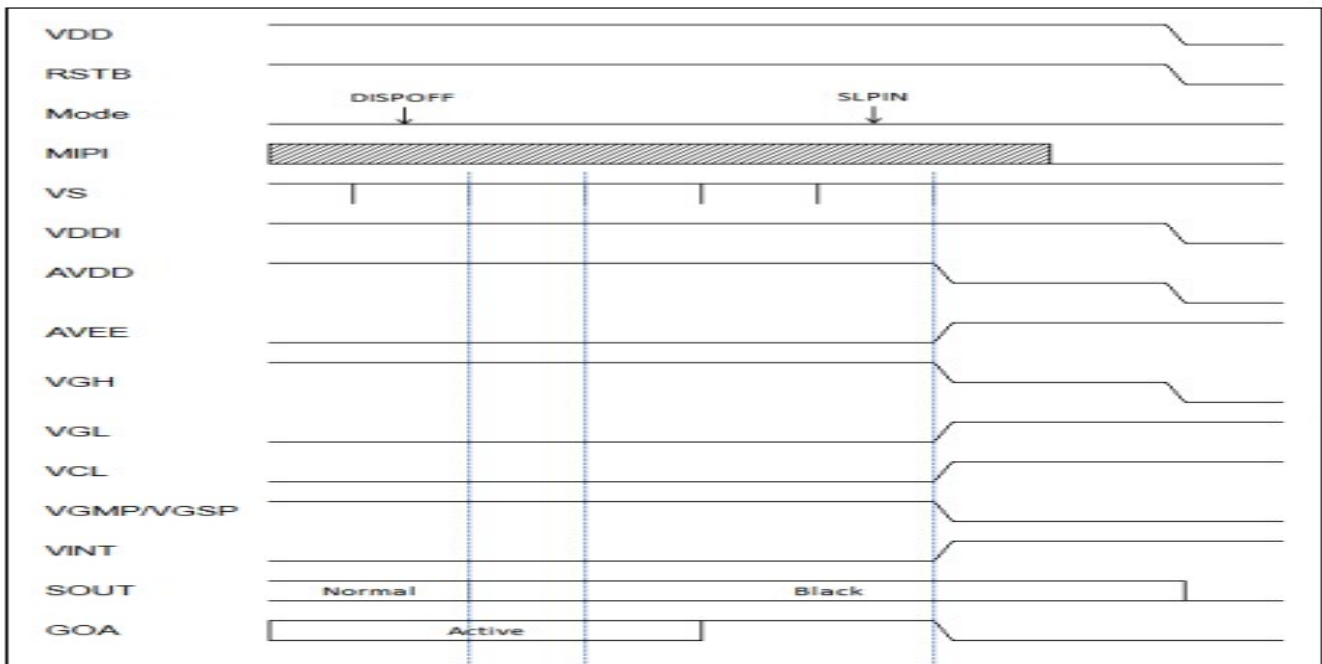 VDD
RSTB
DISPOFF
SLPIN
Mode
MIPI
VS
VDDI
AVDD
AVEE
VGH
VGL
VCL
VGMP/VGSP
VINT
SOUT
Normal
Black
GOA
Active